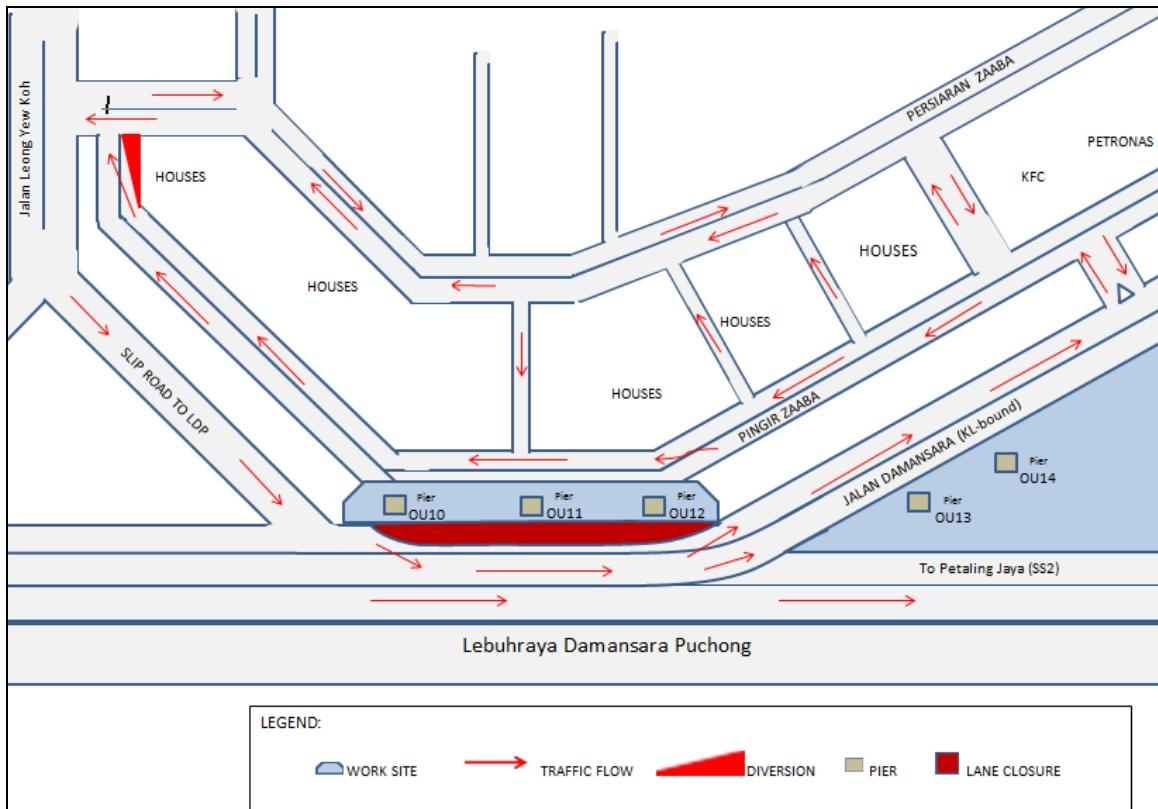 Jalan Leong Yew Koh
PERSIARAN ZAABA
PETRONAS
KFC
HOUSES
HOUSES
HOUSES
HOUSES
HOUSES
SLIP ROAD TO LDP
PINGIR ZAABA
JALAN DAMANSARA (KL-bound)
Pier
OU10
Pier
OU11
Pier
OU12
Pier
OU14
Pier
OU13
To Petaling Jaya (SS2)
Lebuhraya Damansara Puchong
LEGEND:
WORK SITE
TRAFFIC FLOW
DIVERSION
PIER
LANE CLOSURE